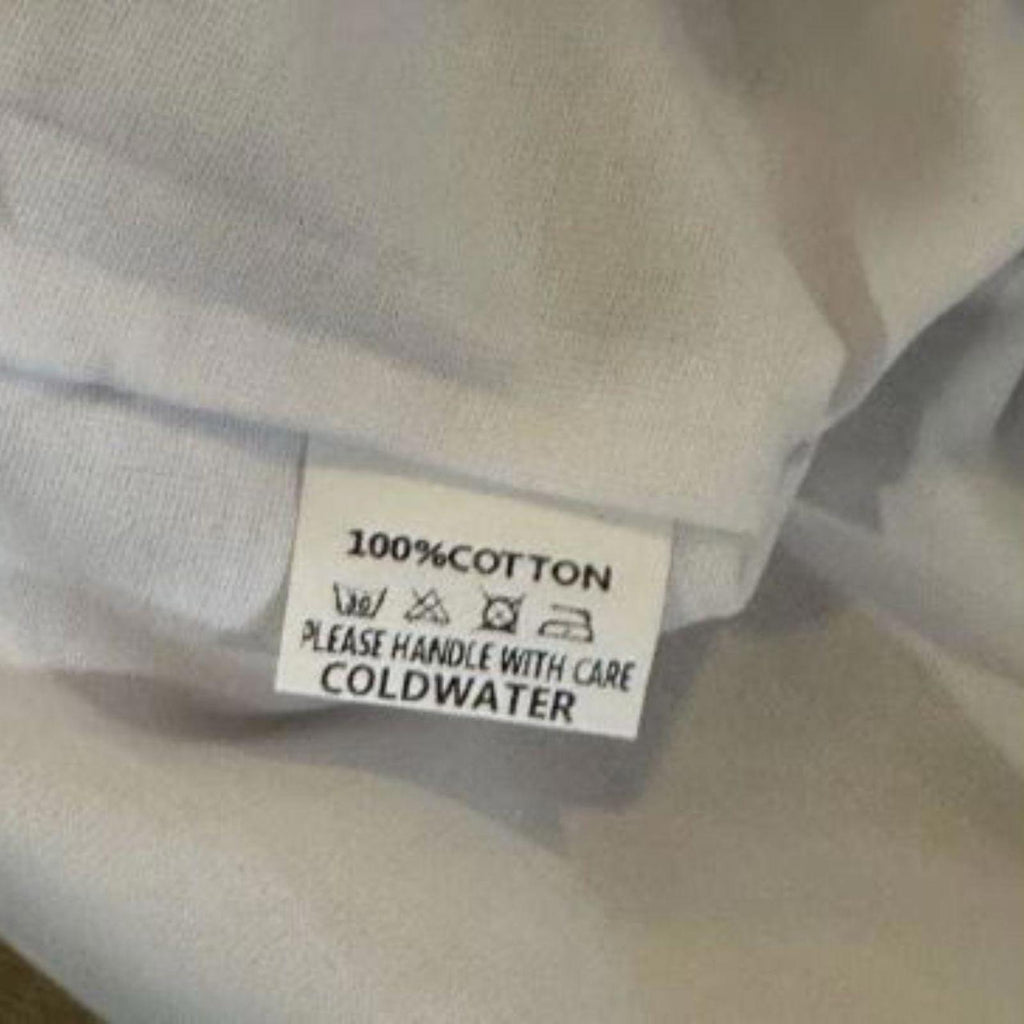 100%COTTON
PLEASE HANDLE WITH CARE
COLDWATER